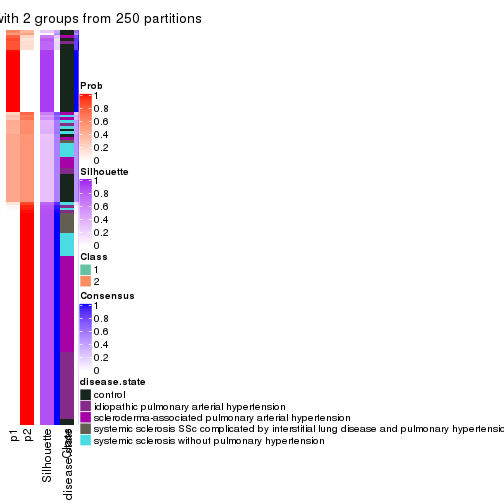 with 2 groups from 250 partitions
Prob
1
0.8
0.6
0.4
0.2
0
Silhouette
1
0.8
0.6
0.4
0.2
0
Class
1
2
Consensus
1
0.8
0.6
0.4
0.2
0
disease.state
control
idiopathic pulmonary arterial hypertension
scleroderma-associated pulmonary arterial hypertension
systemic sclerosis SSc complicated by interstitial lung disease and pulmonary hypertensio
systemic sclerosis without pulmonary hypertension
p1
p2
Silhouette
Class
disease.state